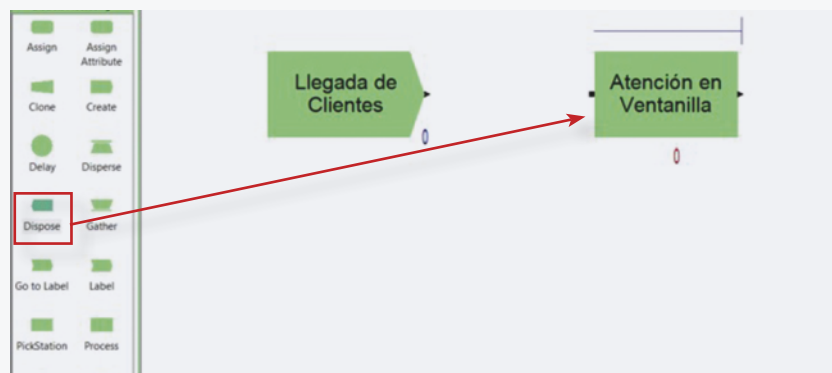 Assign Assign
Attribute
Clone Create
Delay Disperse
Dispose Gather
Go to Label Label
PickStation Process
Llegada de
Clientes
0
Atención en
Ventanilla
0